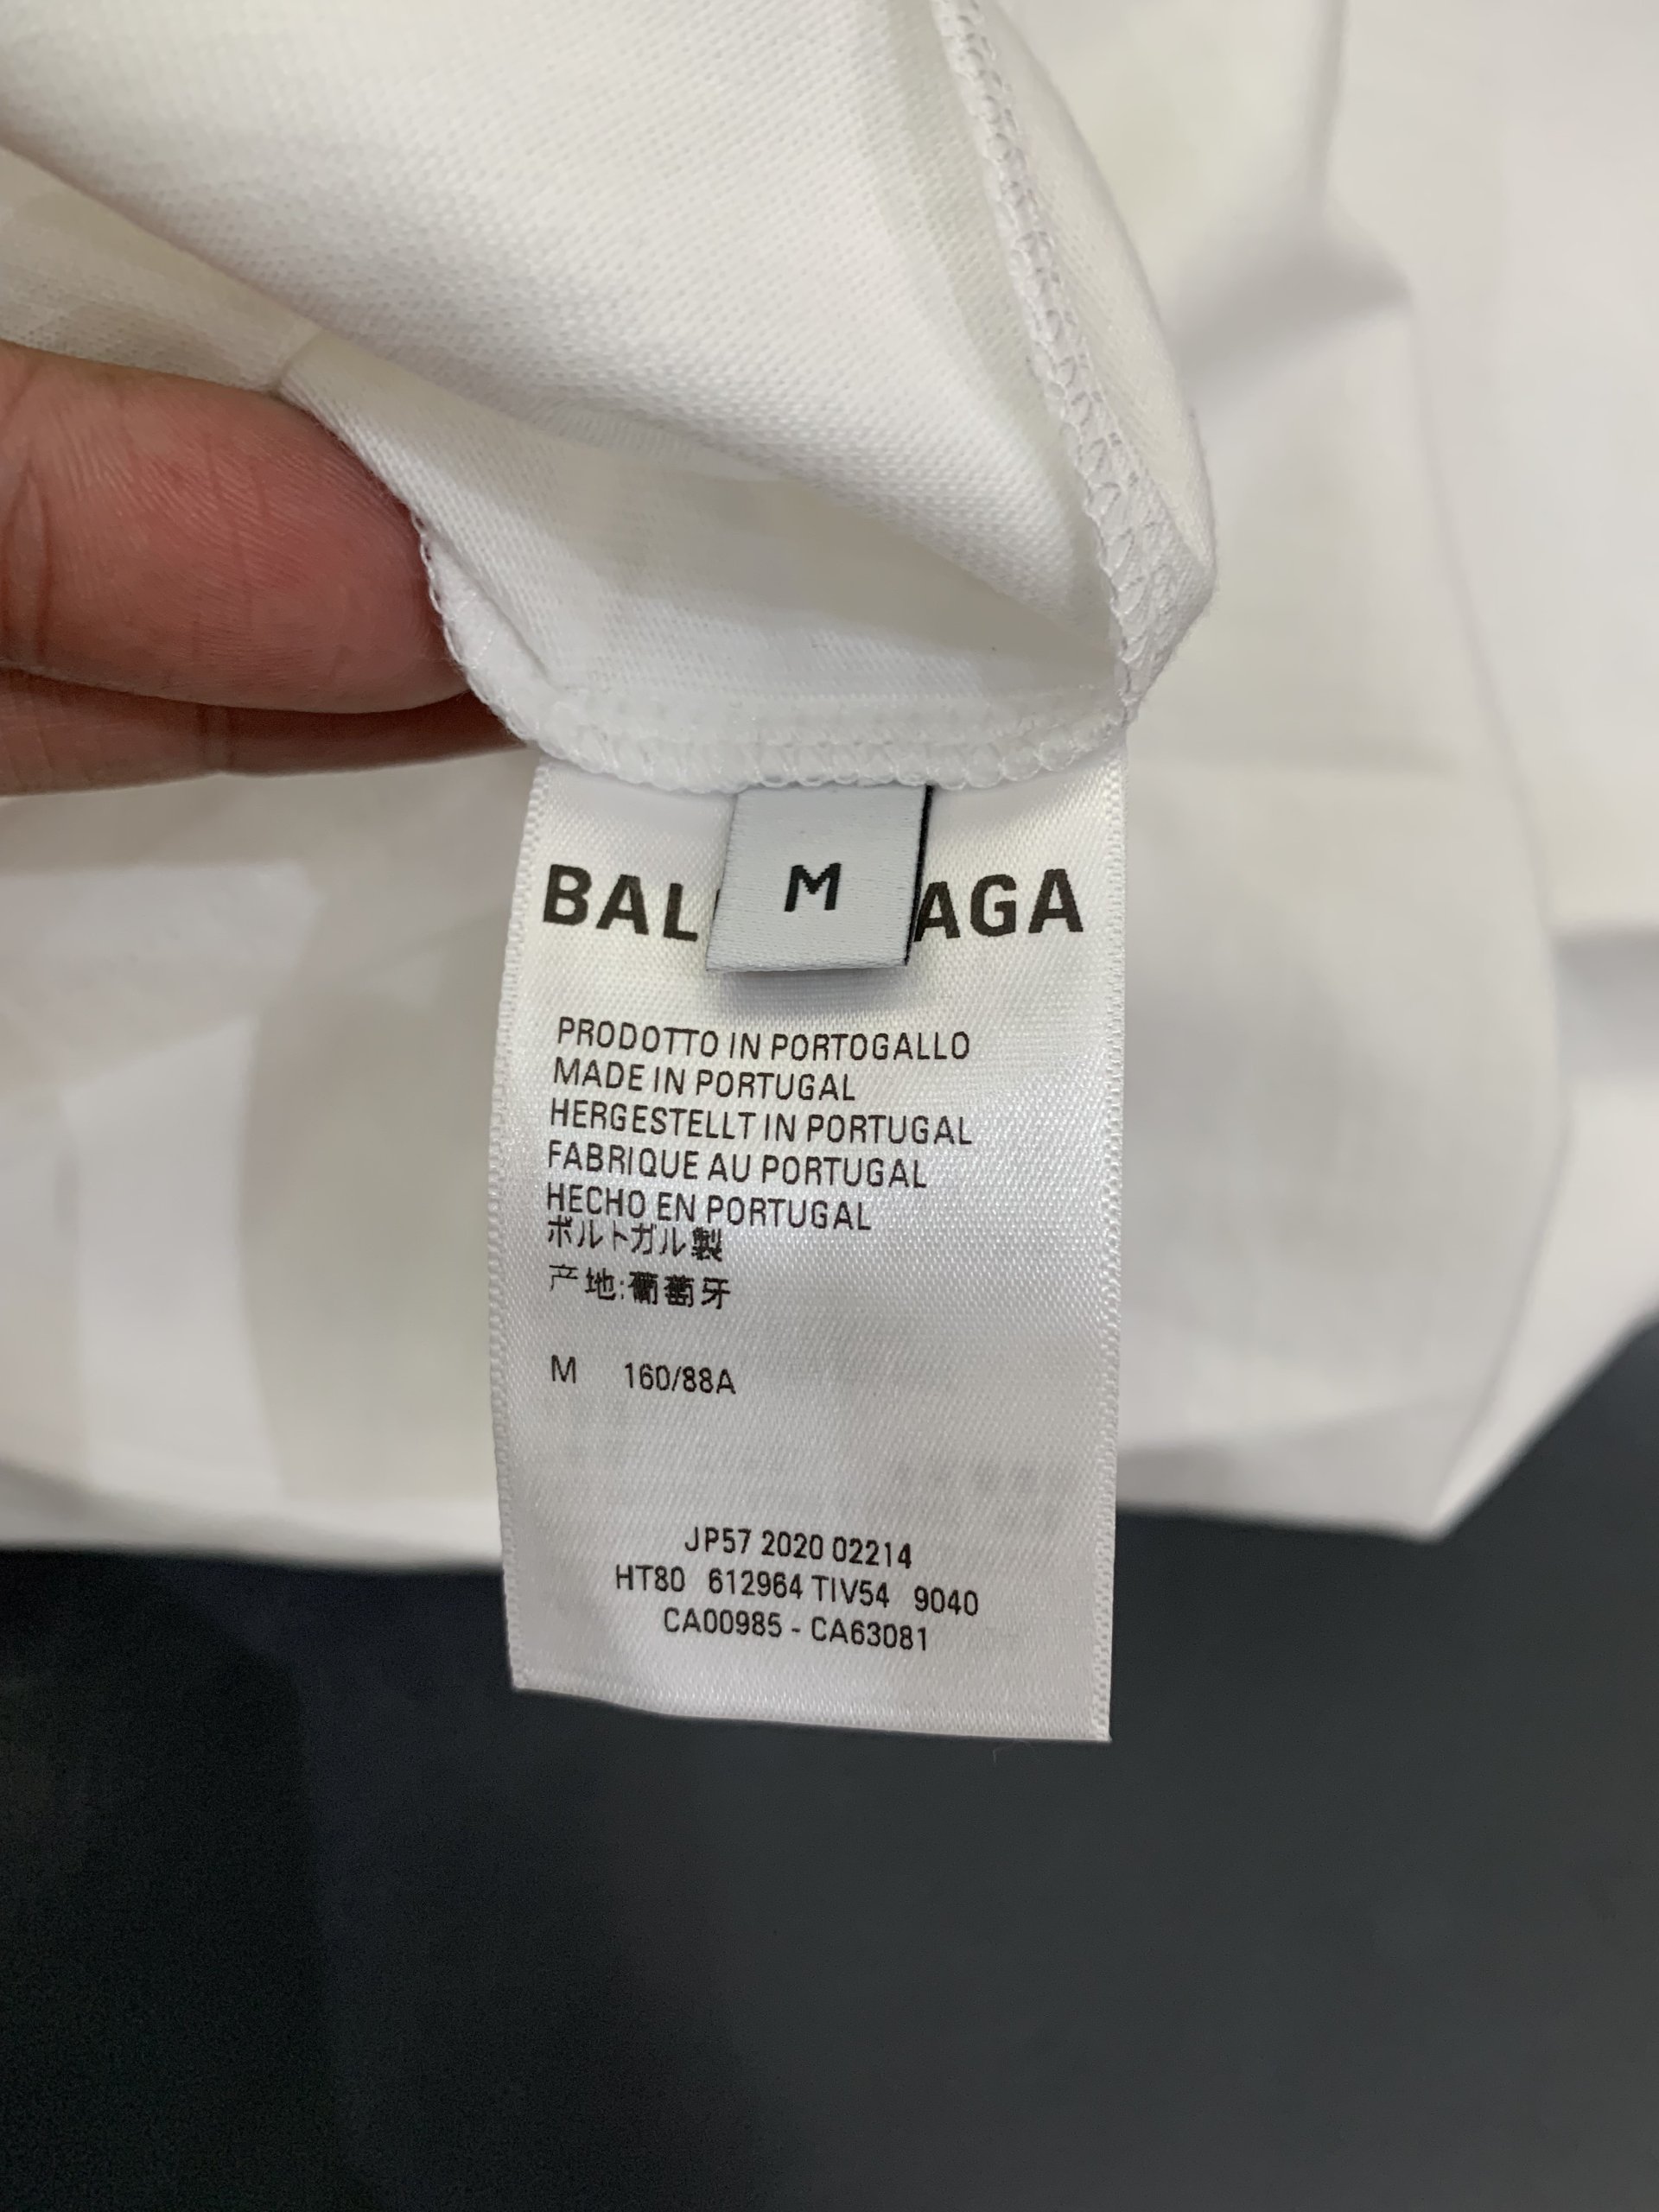 BAL AGA
M
PRODOTTO IN PORTOGALLO
MADE IN PORTUGAL
HERGESTELLT IN PORTUGAL
FABRIQUE AU PORTUGAL
HECHO EN PORTUGAL
ポルトガル製
产地:葡萄牙
M 160/88A
JP57 2020 02214
HT80 612964 TIV54 9040
CA00985 - CA63081